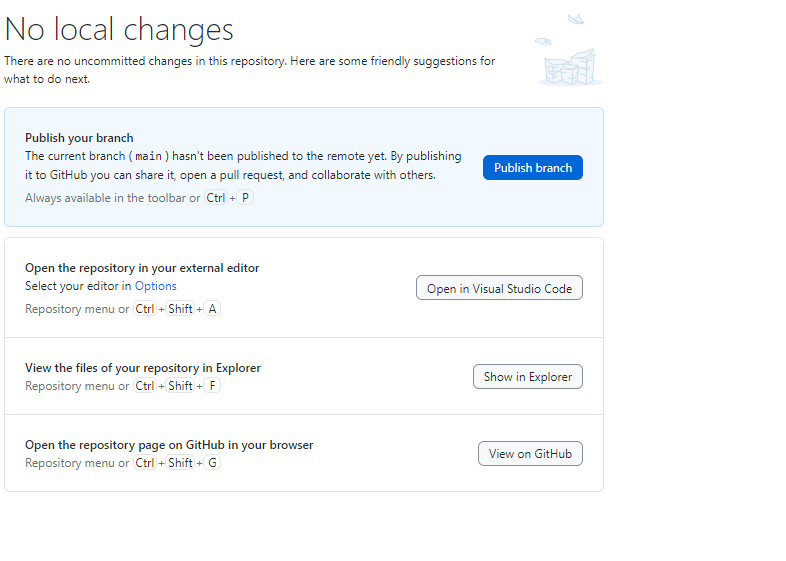 No local changes
There are no uncommitted changes in this repository. Here are some friendly suggestions for
what to do next.
Publish your branch
The current branch ( main ) hasn't been published to the remote yet. By publishing
it to GitHub you can share it, open a pull request, and collaborate with others.
Always available in the toolbar or Ctrl + P
Publish branch
Open the repository in your external editor
Select your editor in Options
Repository menu or Ctrl + Shift + A
Open in Visual Studio Code
View the files of your repository in Explorer
Repository menu or Ctrl + Shift + F
Show in Explorer
Open the repository page on GitHub in your browser
Repository menu or Ctrl + Shift + G
View on GitHub